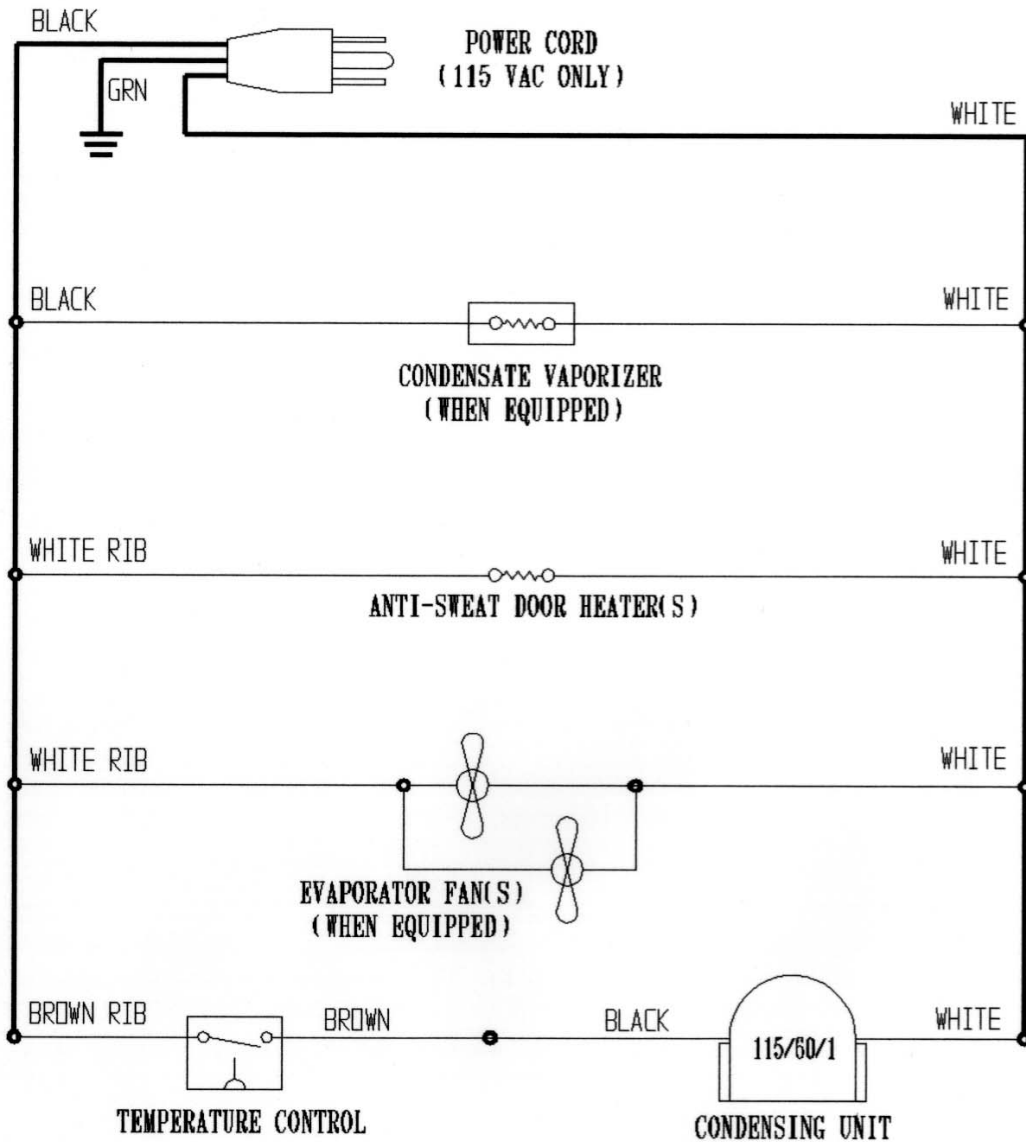 BLACK
POWER CORD
(115 VAC ONLY)
GRN
WHITE
BLACK
WHITE
CONDENSATE VAPORIZER
(WHEN EQUIPPED)
WHITE RIB
WHITE
ANTI-SWEAT DOOR HEATER(S)
WHITE RIB
WHITE
EVAPORATOR FAN(S)
(WHEN EQUIPPED)
BROWN RIB
BROWN
BLACK
WHITE
115/60/1
TEMPERATURE CONTROL
CONDENSING UNIT